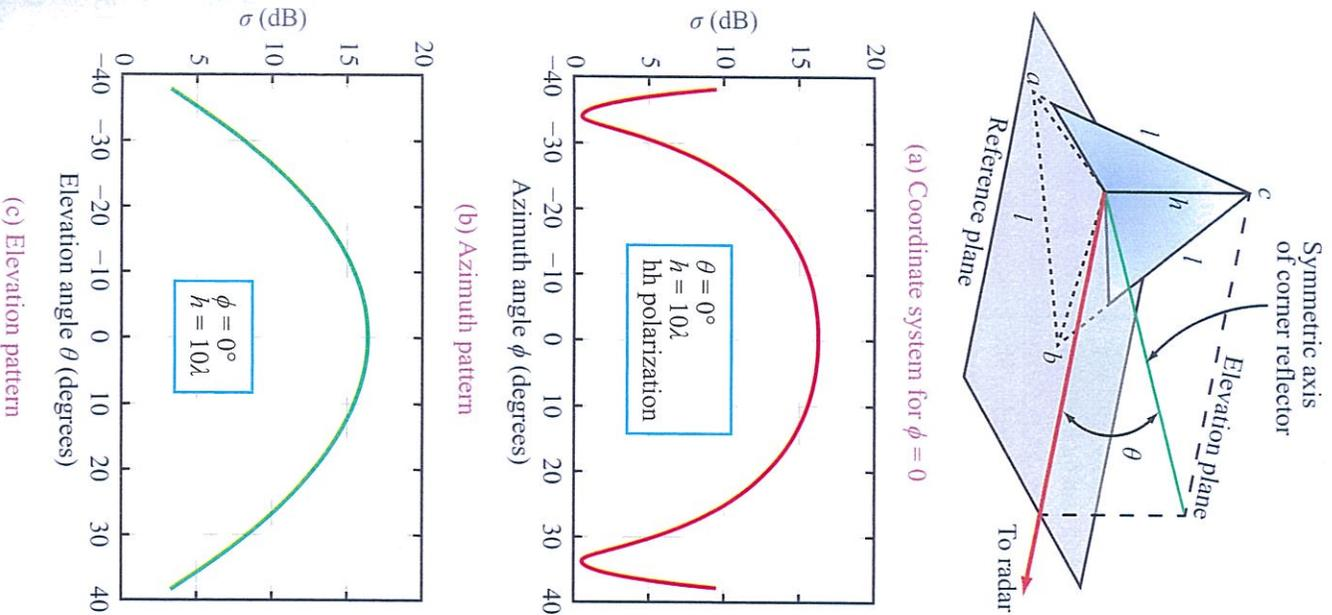 Symmetric axis
of corner reflector
c
Elevation plane
l
h
l
a
l
b
θ
Reference plane
To radar
(a) Coordinate system for ϕ = 0
20
15
10
5
0
σ (dB)
θ = 0°
h = 10λ
hh polarization
−40 −30 −20 −10 0 10 20 30 40
Azimuth angle ϕ (degrees)
(b) Azimuth pattern
20
15
10
5
0
σ (dB)
ϕ = 0°
h = 10λ
−40 −30 −20 −10 0 10 20 30 40
Elevation angle θ (degrees)
(c) Elevation pattern